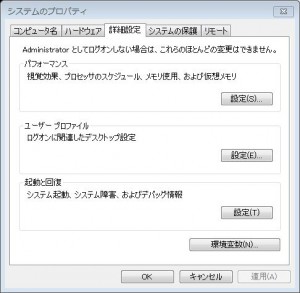 システムのプロパティ
コンピュータ名 ハードウェア 詳細設定 システムの保護 リモート
Administrator としてログオンしない場合は、これらのほとんどの変更はできません。
パフォーマンス
視覚効果、プロセッサのスケジュール、メモリ使用、および仮想メモリ
設定(S)...
ユーザー プロファイル
ログオンに関連したデスクトップ設定
設定(E)...
起動と回復
システム起動、システム障害、およびデバッグ情報
設定(T)
環境変数(N)...
OK キャンセル 適用(A)